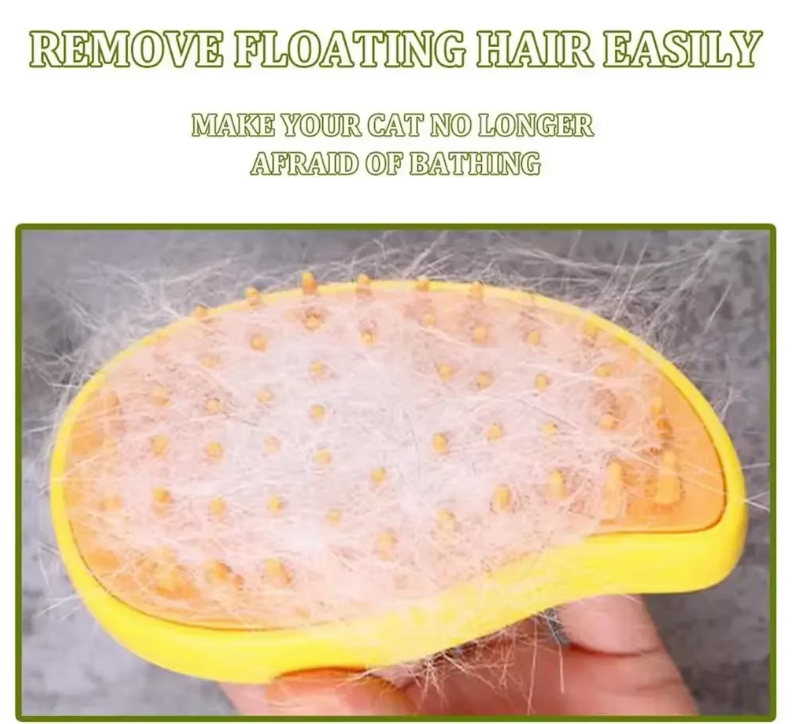 REMOVE FLOATING HAIR EASILY
MAKE YOUR CAT NO LONGER
AFRAID OF BATHING